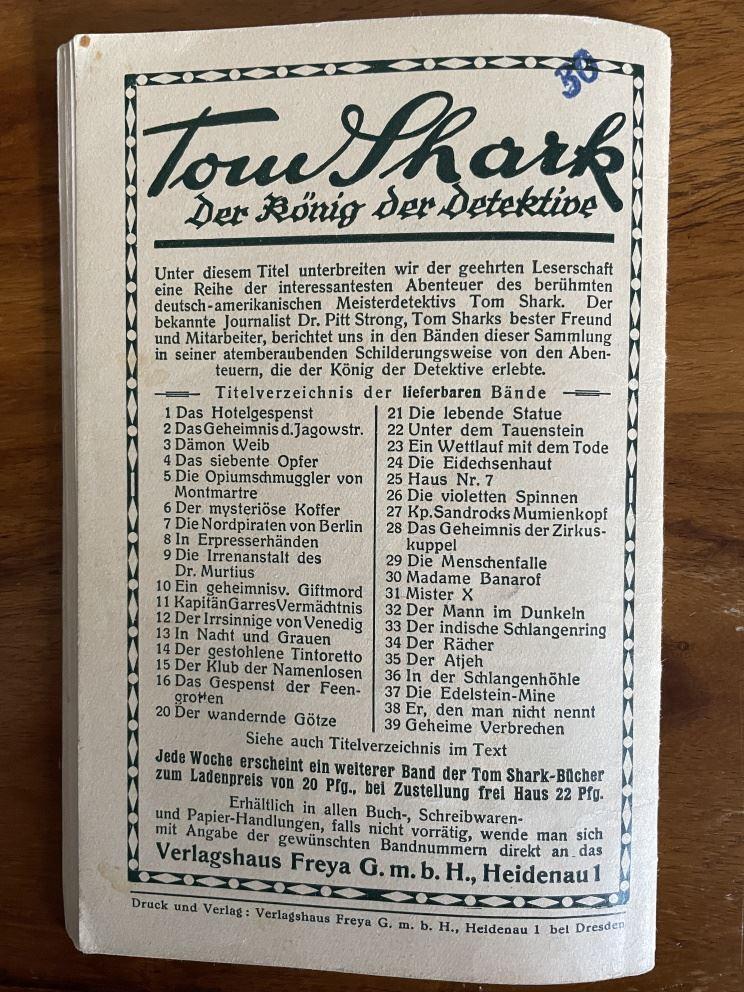 30
Tom Shark
Der König der Detektive
Unter diesem Titel unterbreiten wir der geehrten Leserschaft
eine Reihe der interessantesten Abenteuer des berühmten
deutsch-amerikanischen Meisterdetektivs Tom Shark. Der
bekannte Journalist Dr. Pitt Strong, Tom Sharks bester Freund
und Mitarbeiter, berichtet uns in den Bänden dieser Sammlung
in seiner atemberaubenden Schilderungsweise von den Aben-
teuern, die der König der Detektive erlebte.
Titelverzeichnis der lieferbaren Bände
1 Das Hotelgespenst
2 Das Geheimnis d. Jagowstr.
3 Dämon Weib
4 Das siebente Opfer
5 Die Opiumschmuggler von
Montmartre
6 Der mysteriöse Koffer
7 Die Nordpiraten von Berlin
8 In Erpresserhänden
9 Die Irrenanstalt des
Dr. Murtius
10 Ein geheimnisv. Giftmord
11 Kapitän Garres Vermächtnis
12 Der Irrsinnige von Venedig
13 In Nacht und Grauen
14 Der gestohlene Tintoretto
15 Der Klub der Namenlosen
16 Das Gespenst der Feen-
grotten
20 Der wandernde Götze
21 Die lebende Statue
22 Unter dem Tauenstein
23 Ein Wettlauf mit dem Tode
24 Die Eidechsenhaut
25 Haus Nr. 7
26 Die violetten Spinnen
27 Kp. Sandrocks Mumienkopf
28 Das Geheimnis der Zirkus-
kuppel
29 Die Menschenfalle
30 Madame Banarof
31 Mister X
32 Der Mann im Dunkeln
33 Der indische Schlangenring
34 Der Rächer
35 Der Atjeh
36 In der Schlangenhöhle
37 Die Edelstein-Mine
38 Er, den man nicht nennt
39 Geheime Verbrechen
Siehe auch Titelverzeichnis im Text
Jede Woche erscheint ein weiterer Band der Tom Shark-Bücher
zum Ladenpreis von 20 Pfg., bei Zustellung frei Haus 22 Pfg.
Erhältlich in allen Buch-, Schreibwaren-
und Papier-Handlungen, falls nicht vorrätig, wende man sich
mit Angabe der gewünschten Bandnummern direkt an das
Verlagshaus Freya G. m. b. H., Heidenau 1
Druck und Verlag: Verlagshaus Freya G. m. b. H., Heidenau 1 bei Dresden